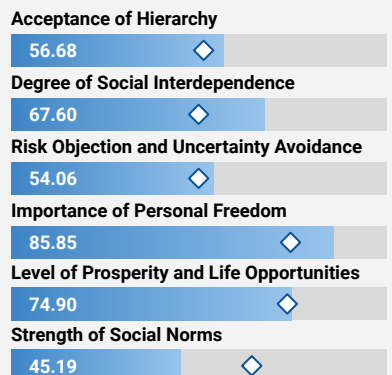 Acceptance of Hierarchy
56.68
Degree of Social Interdependence
67.60
Risk Objection and Uncertainty Avoidance
54.06
Importance of Personal Freedom
85.85
Level of Prosperity and Life Opportunities
74.90
Strength of Social Norms
45.19